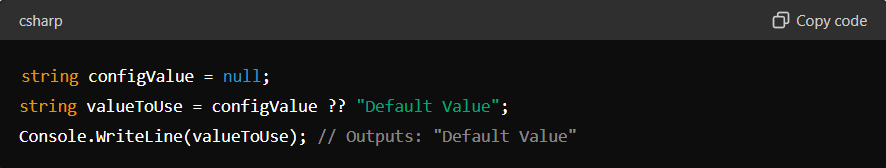 csharp
Copy code
string configValue = null;
string valueToUse = configValue ?? "Default Value";
Console.WriteLine(valueToUse); // Outputs: "Default Value"